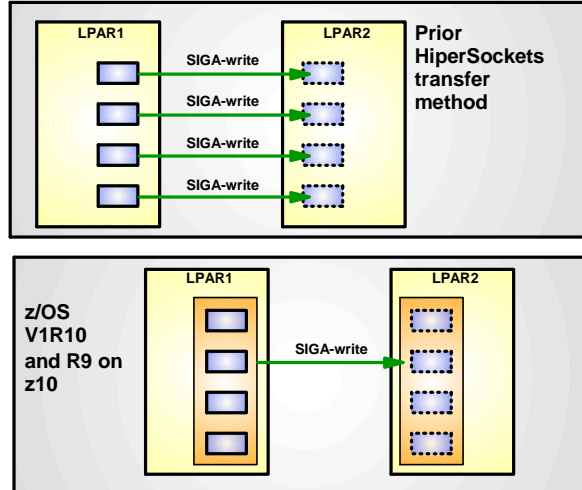 LPAR1
LPAR2
Prior
HiperSockets
transfer
method
SIGA-write
SIGA-write
SIGA-write
SIGA-write
LPAR1
LPAR2
z/OS
V1R10
and R9 on
z10
SIGA-write